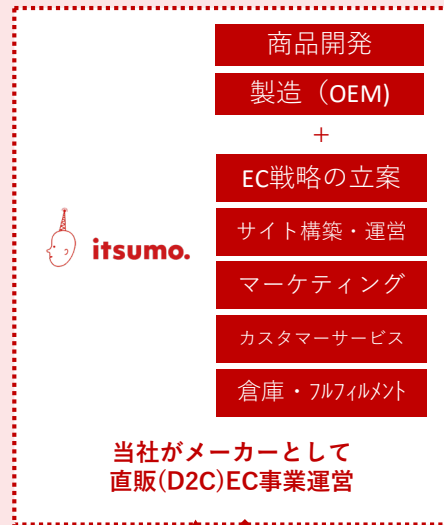 商品開発
製造（OEM)
+
EC戦略の立案
サイト構築・運営
itsumo.
マーケティング
カスタマーサービス
倉庫・ﾌﾙﾌｨﾙﾒﾝﾄ
当社がメーカーとして
直販(D2C)EC事業運営